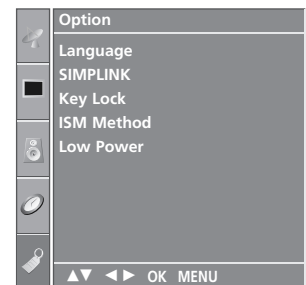 Option
Language
SIMPLINK
Key Lock
ISM Method
Low Power
▲▼ ◄► OK MENU